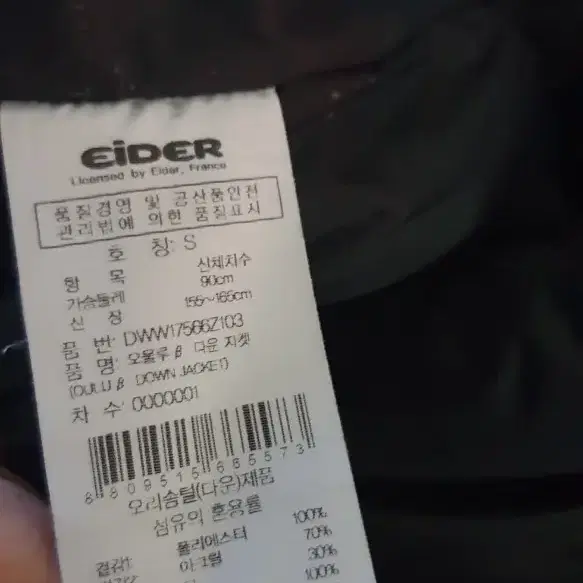 EiDER
Licensed by Eider, France
품질경영 및 공산품안전
관리법에 의한 품질표시
호 칭: S
항 목 신체치수
가슴둘레 90cm
신 장 155~165cm
품 번: DWW17566Z103
품 명: 오울루 β 다운 자켓
(OULU β DOWN JACKET)
차 수: 0000001
8809515665573
오리솜털(다운)제품
섬유의 혼용률
겉감1 폴리에스터 100%
70%
아크릴 30%
100%